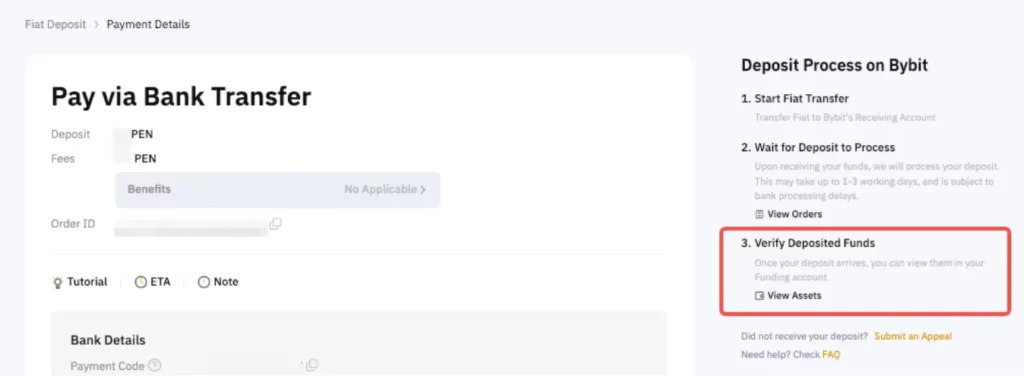 Fiat Deposit > Payment Details
Pay via Bank Transfer
Deposit PEN
Fees PEN
Benefits No Applicable >
Order ID
Tutorial ETA Note
Bank Details
Payment Code
Deposit Process on Bybit
1. Start Fiat Transfer
Transfer Fiat to Bybit's Receiving Account
2. Wait for Deposit to Process
Upon receiving your funds, we will process your deposit.
This may take up to 1-3 working days, and is subject to
bank processing delays.
View Orders
3. Verify Deposited Funds
Once your deposit arrives, you can view them in your
Funding account.
View Assets
Did not receive your deposit? Submit an Appeal
Need help? Check FAQ